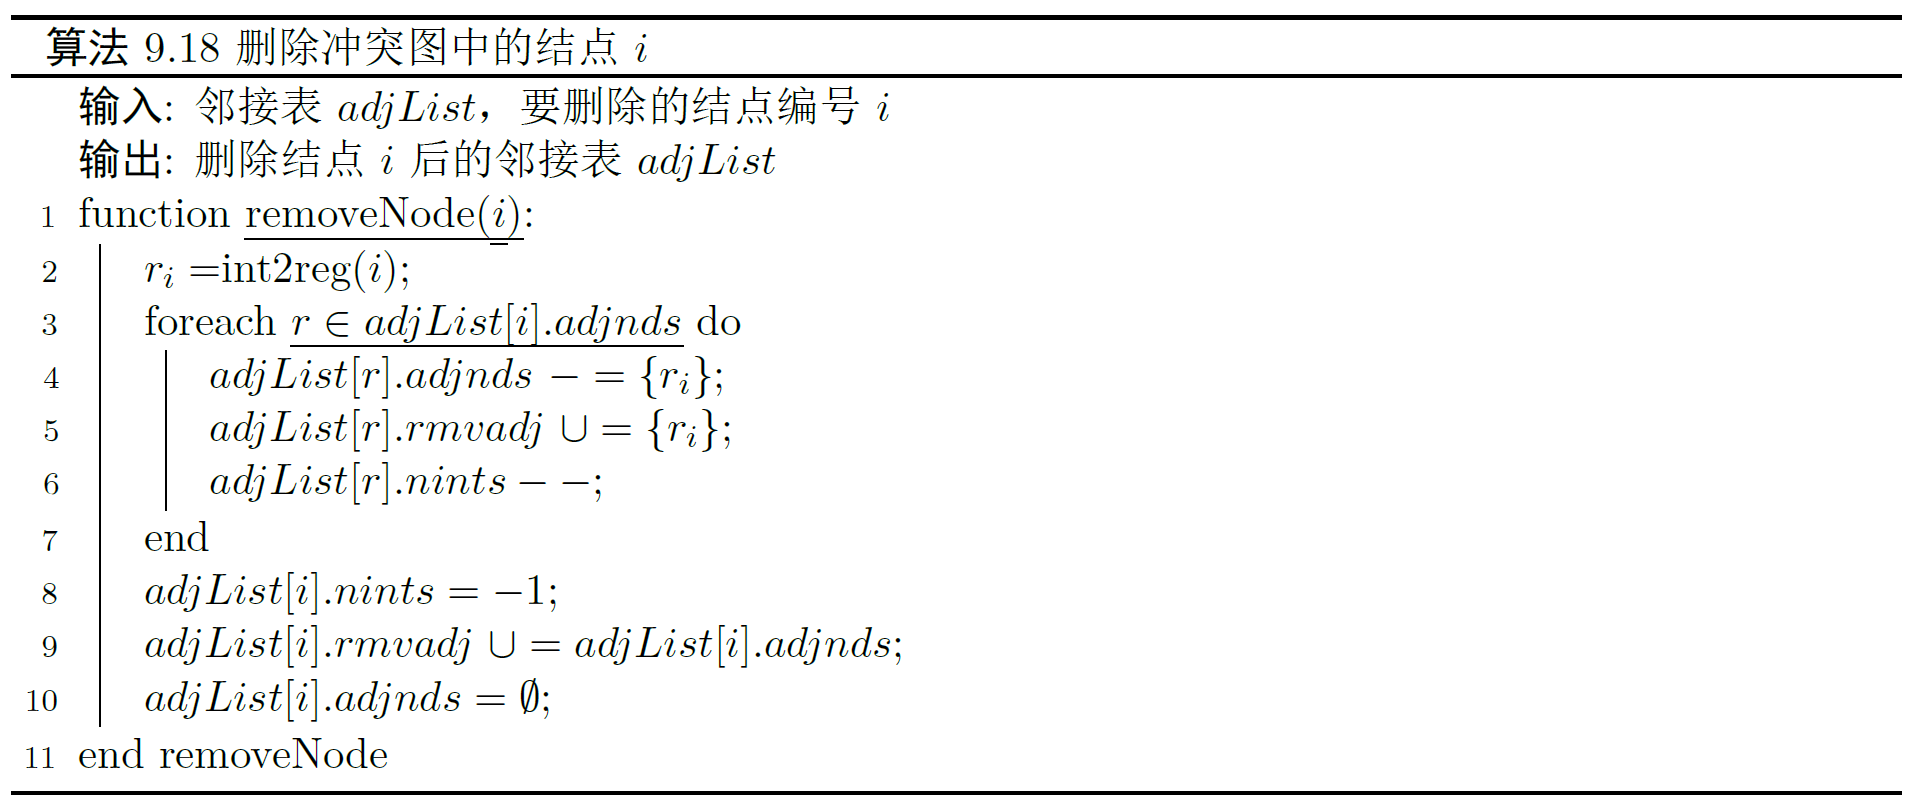 算法 9.18 删除冲突图中的结点 i
输入: 邻接表 adjList，要删除的结点编号 i
输出: 删除结点 i 后的邻接表 adjList
1 function removeNode(i):
2 r_i =int2reg(i);
3 foreach r ∈ adjList[i].adjnds do
4 adjList[r].adjnds − = {r_i};
5 adjList[r].rmvadj ∪ = {r_i};
6 adjList[r].nints − −;
7 end
8 adjList[i].nints = −1;
9 adjList[i].rmvadj ∪ = adjList[i].adjnds;
10 adjList[i].adjnds = ∅;
11 end removeNode